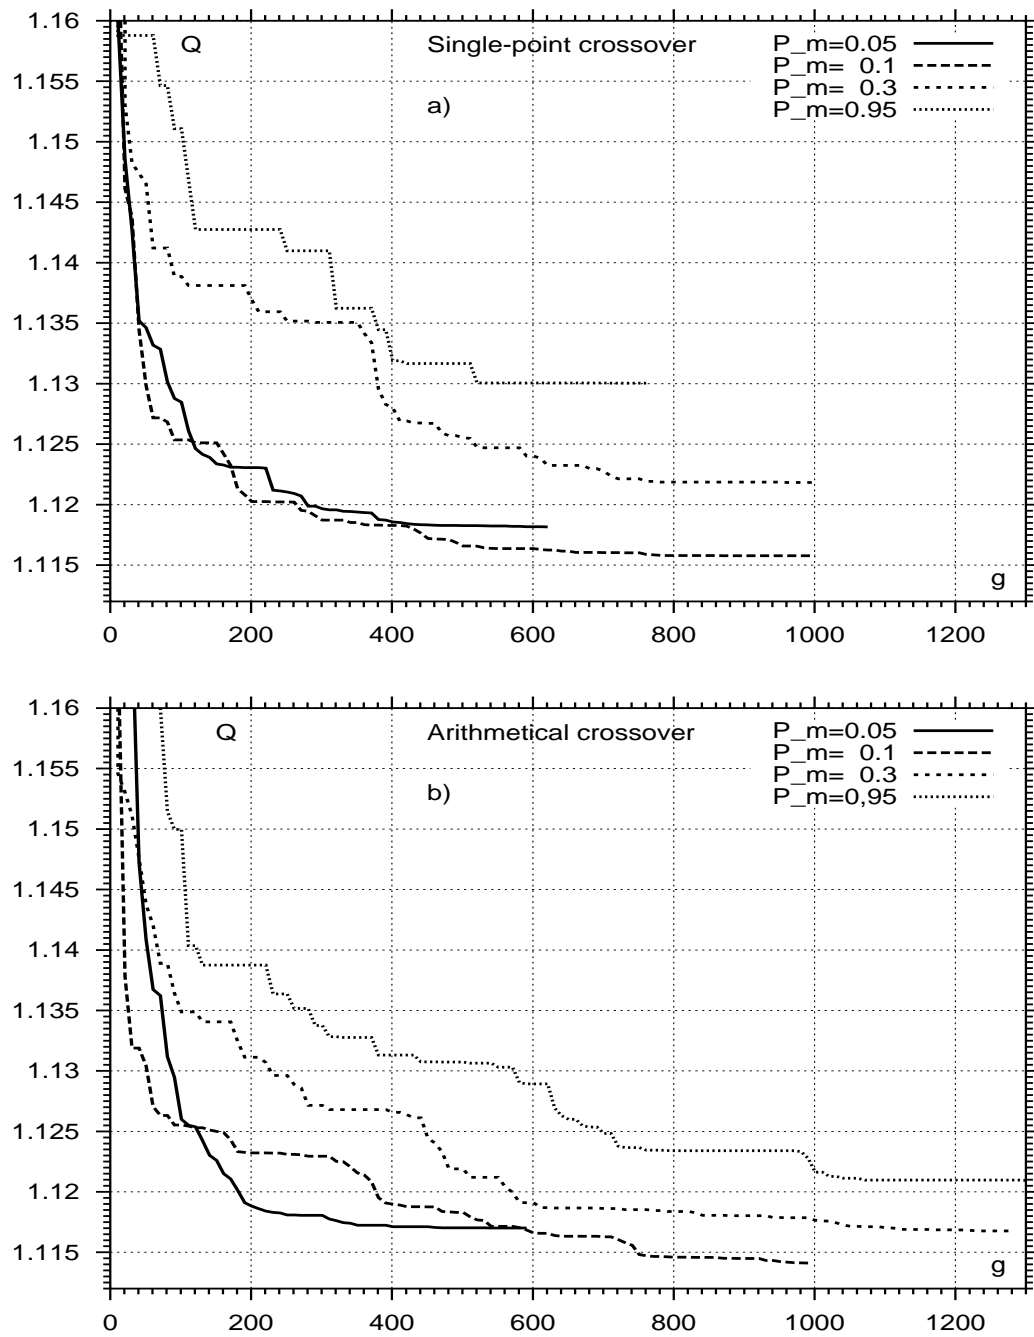 1.16 Q Single-point crossover P_m=0.05
P_m= 0.1
1.155 P_m= 0.3
a) P_m=0.95
1.15
1.145
1.14
1.135
1.13
1.125
1.12
1.115 g
0 200 400 600 800 1000 1200
1.16 Q Arithmetical crossover P_m=0.05
P_m= 0.1
1.155 P_m= 0.3
b) P_m=0,95
1.15
1.145
1.14
1.135
1.13
1.125
1.12
1.115 g
0 200 400 600 800 1000 1200